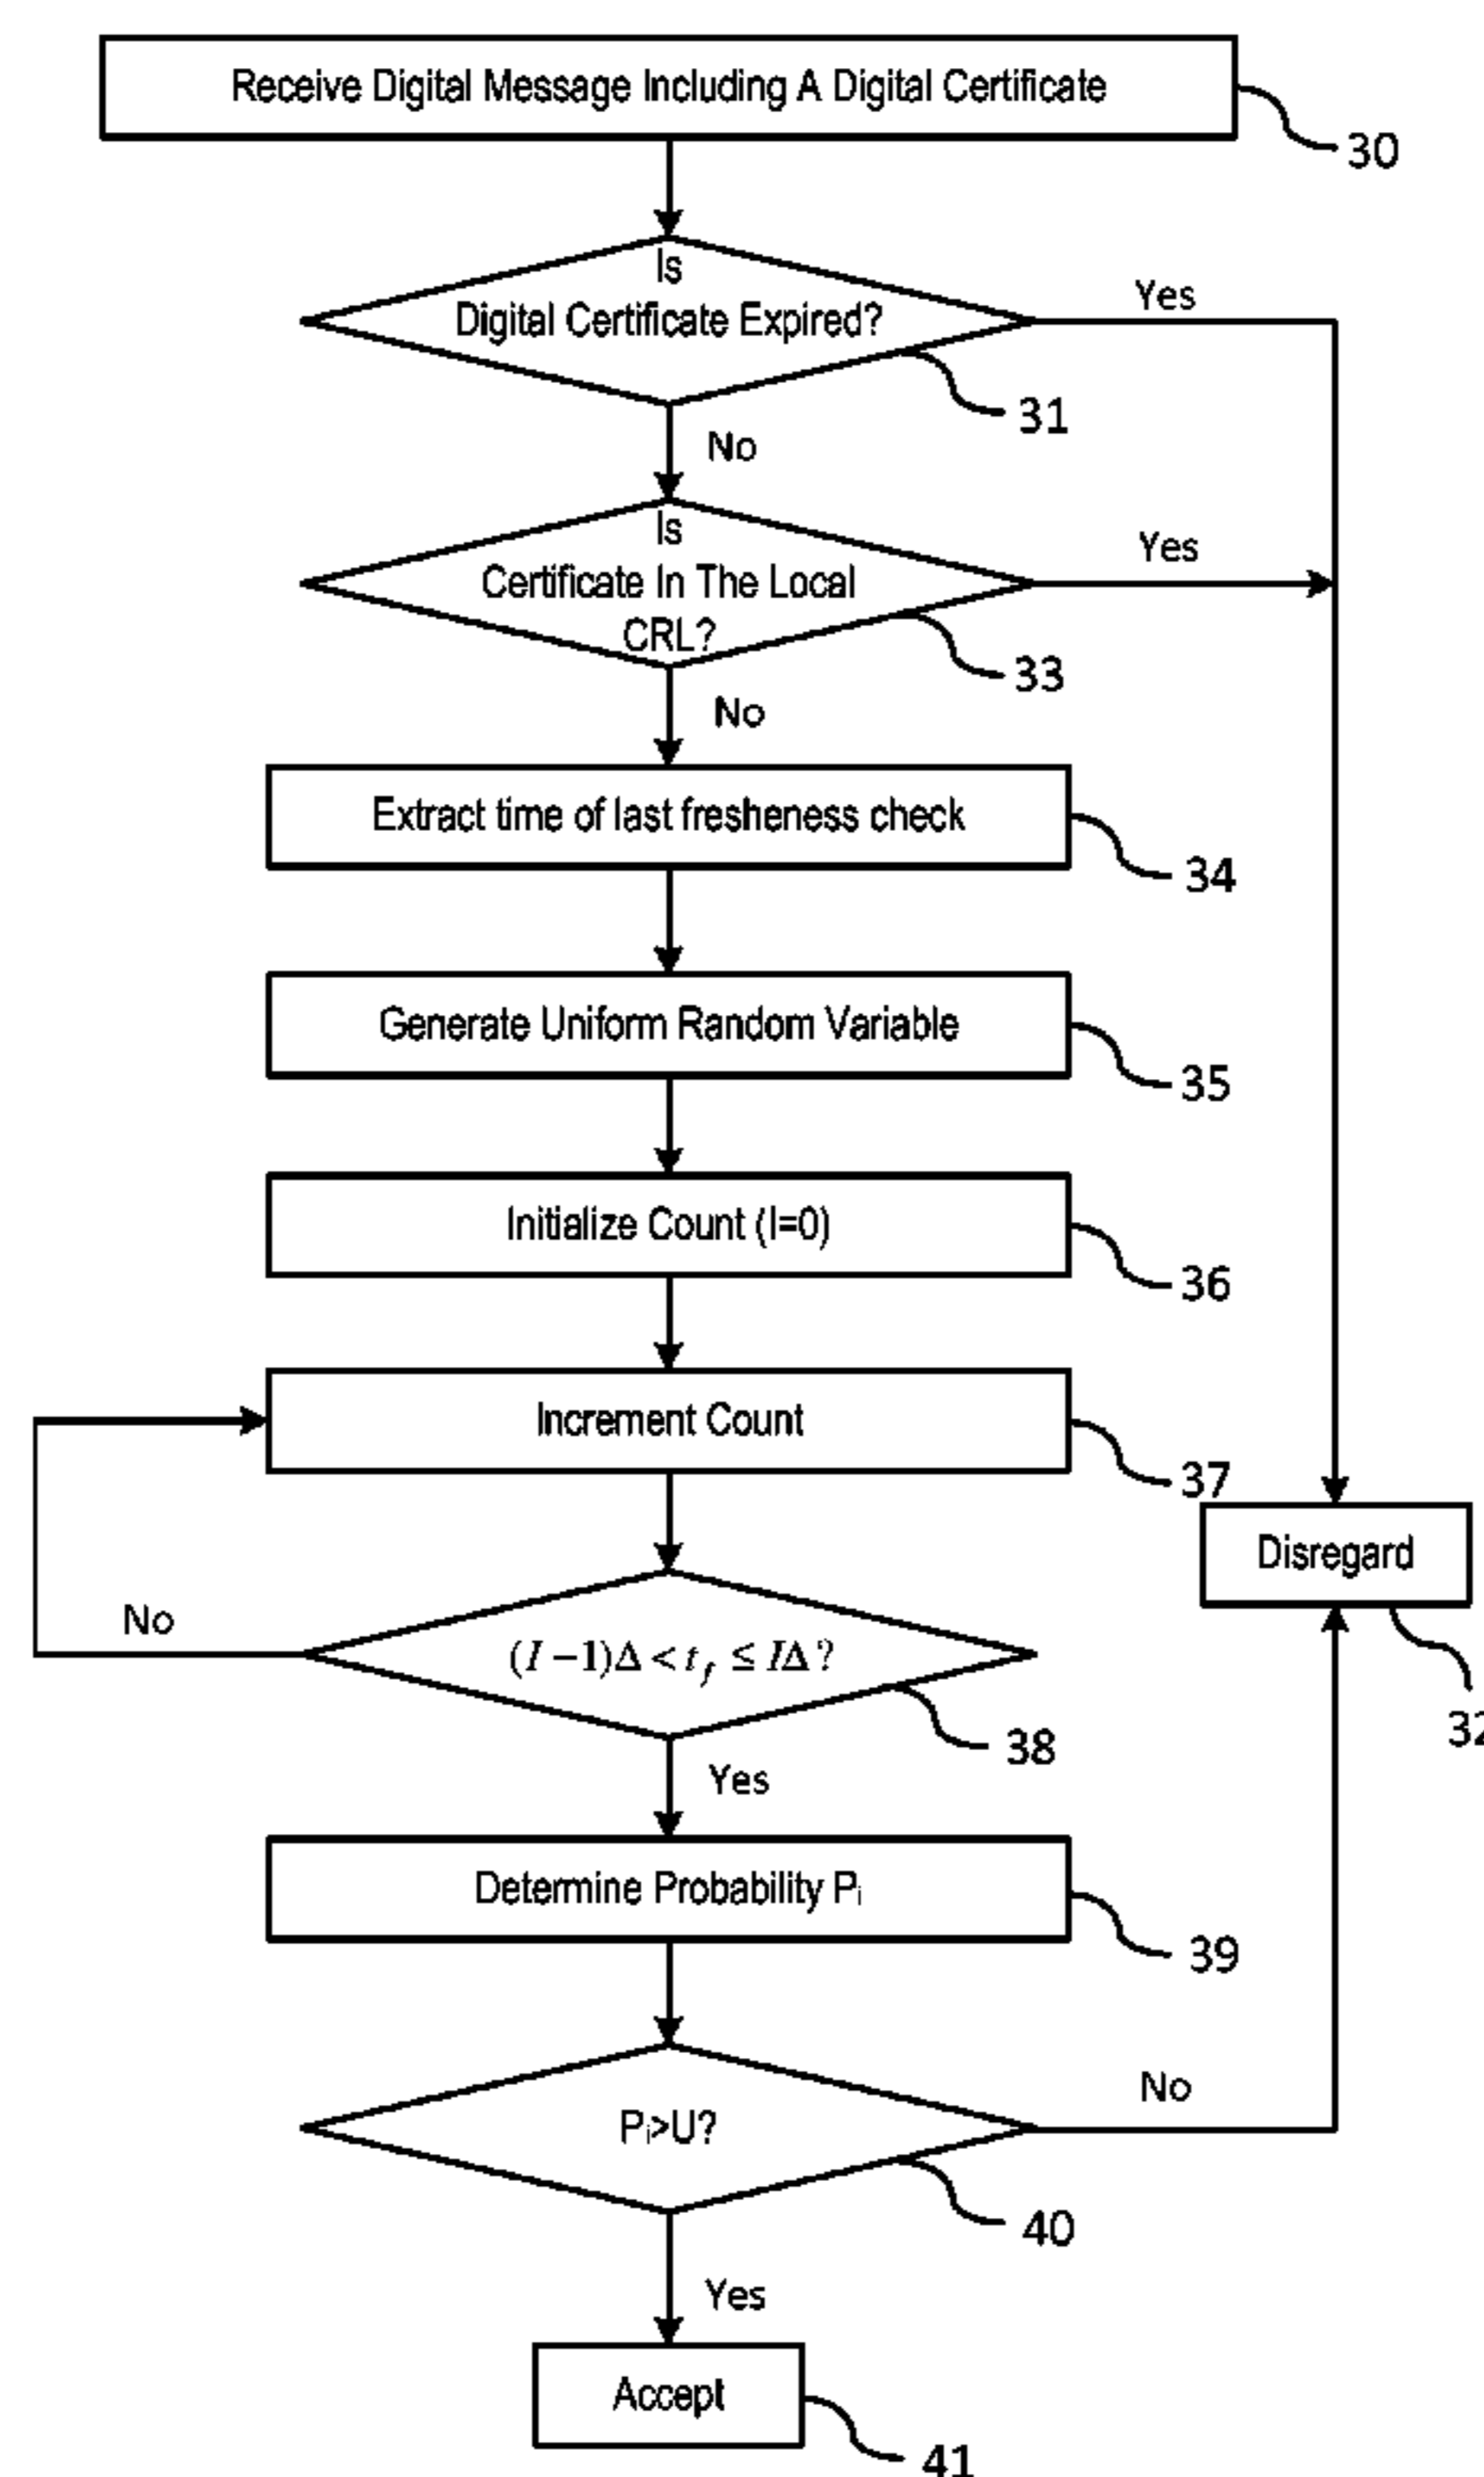 Receive Digital Message Including A Digital Certificate
30
Is
Digital Certificate Expired?
Yes
31
No
Is
Certificate In The Local
CRL?
Yes
33
No
Extract time of last fresheness check
34
Generate Uniform Random Variable
35
Initialize Count (I=0)
36
Increment Count
37
Disregard
32
No
(I −1)Δ < t_f ≤ IΔ ?
38
Yes
Determine Probability Pᵢ
39
Pᵢ>U?
No
40
Yes
Accept
41